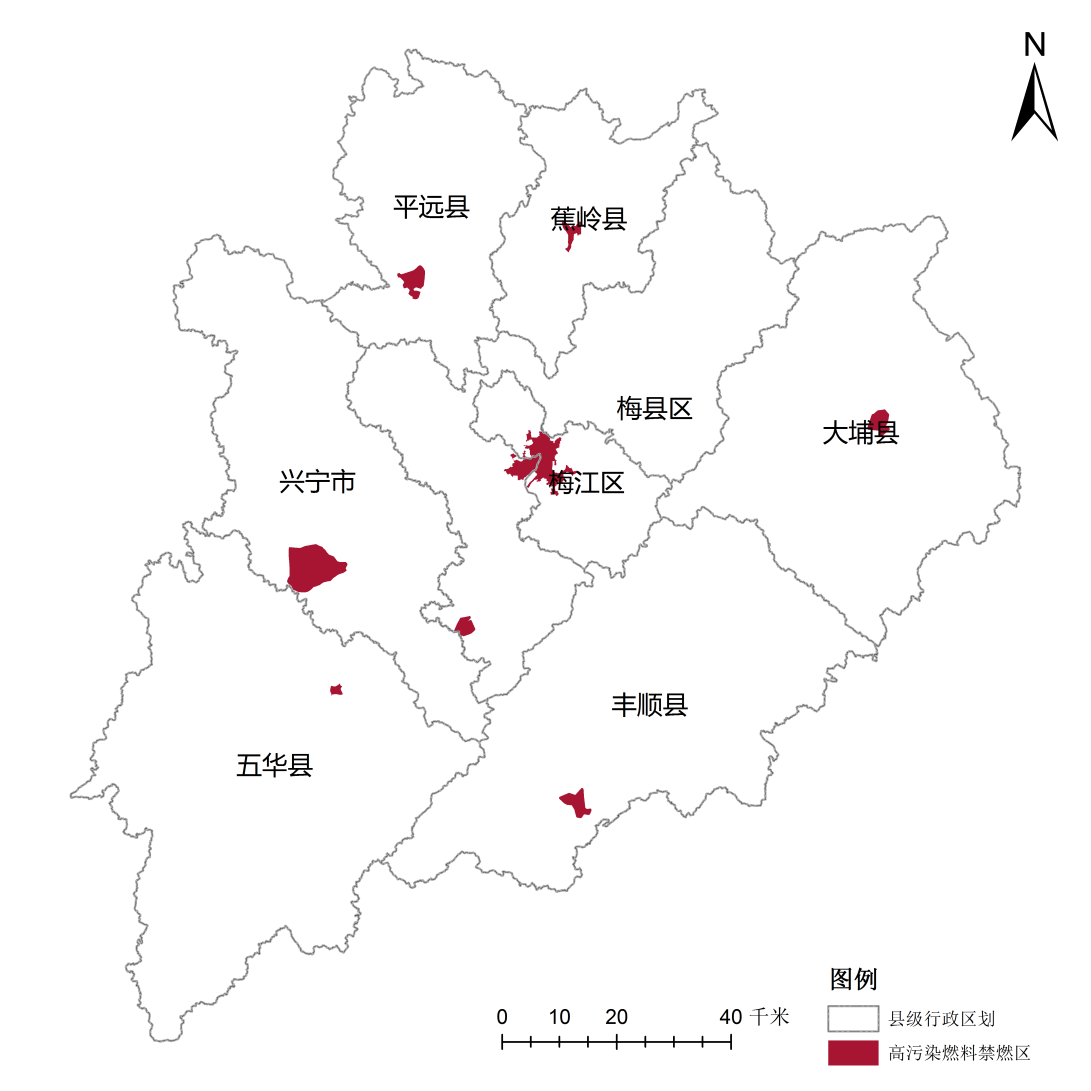 N
平远县
蕉岭县
梅县区
大埔县
兴宁市
梅江区
丰顺县
五华县
图例
0 10 20 40 千米
县级行政区划
高污染燃料禁燃区